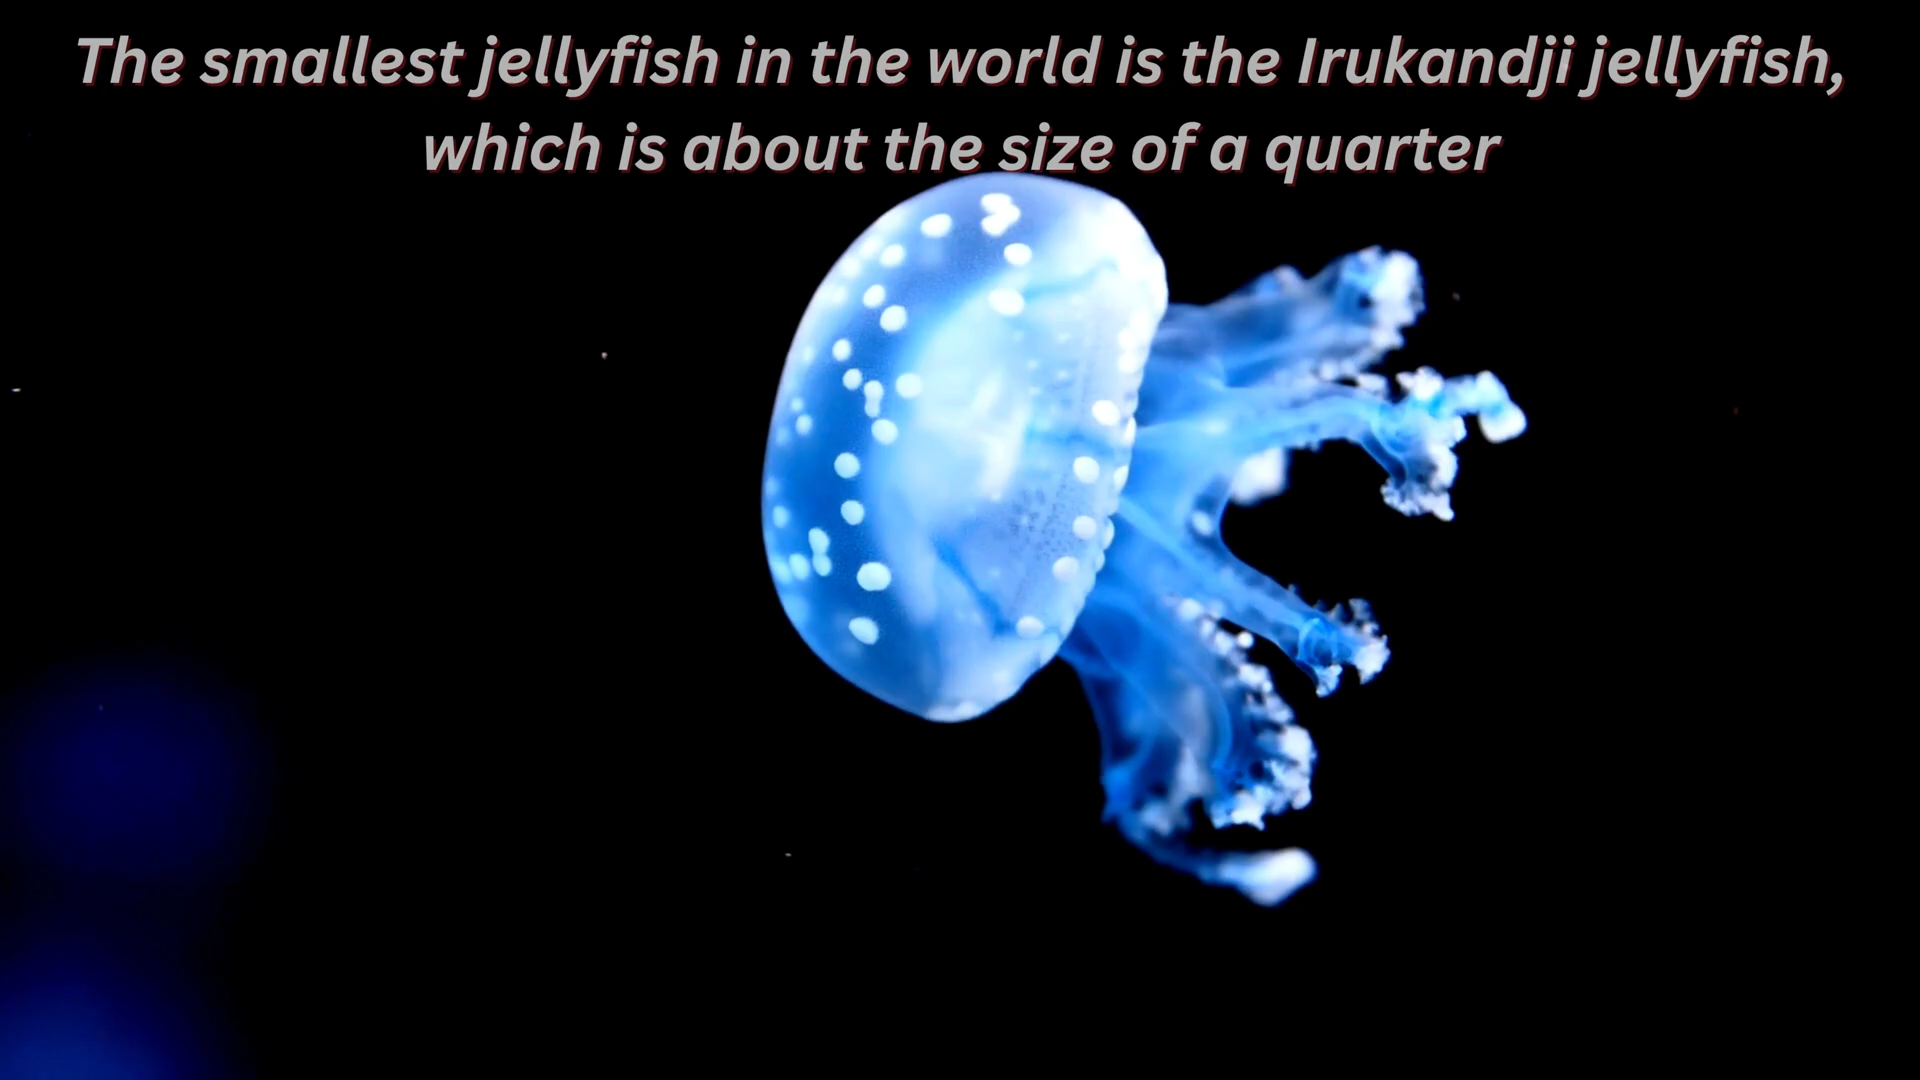 The smallest jellyfish in the world is the Irukandji jellyfish,
which is about the size of a quarter